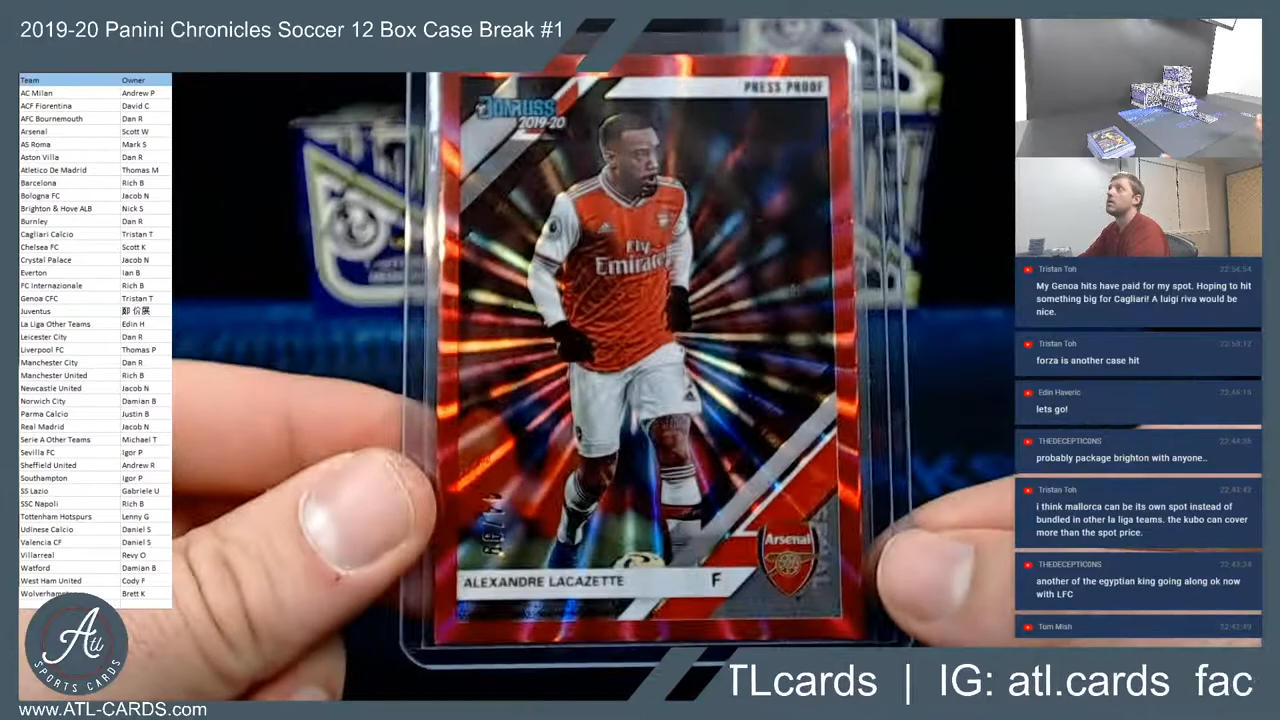 2019-20 Panini Chronicles Soccer 12 Box Case Break #1
Team Owner
AC Milan Andrew P
ACF Fiorentina David C
AFC Bournemouth Dan R
Arsenal Scott W
AS Roma Mark S
Aston Villa Dan R
Atletico De Madrid Thomas M
Barcelona Rich B
Bologna FC Jacob N
Brighton & Hove ALB Nick S
Burnley Dan R
Cagliari Calcio Tristan T
Chelsea FC Scott K
Crystal Palace Jacob N
Everton Ian B
FC Internazionale Rich B
Genoa CFC Tristan T
Juventus
La Liga Other Teams Edin H
Leicester City Dan R
Liverpool FC Thomas P
Manchester City Dan R
Manchester United Rich B
Newcastle United Jacob N
Norwich City Damian B
Parma Calcio Justin B
Real Madrid Jacob N
Serie A Other Teams Michael T
Sevilla FC Igor P
Sheffield United Andrew R
Southampton Igor P
SS Lazio Gabriele U
SSC Napoli Rich B
Tottenham Hotspurs Lenny G
Udinese Calcio Daniel S
Valencia CF Daniel S
Villarreal Revy O
Watford Damian B
West Ham United Cody F
Wolverham Brett K
Atl
SPORTS CARDS
www.ATL-CARDS.com
PRESS PROOF
DONRUSS
2019-20
Fly
Emirates
Arsenal
ALEXANDRE LACAZETTE F
Tristan Toh 22:54:54
My Genoa hits have paid for my spot. Hoping to hit
something big for Cagliari! A luigi riva would be
nice.
Tristan Toh
forza is another case hit
Edin Haveric
lets go!
THEDECEPTICONS
probably package brighton with anyone..
Tristan Toh
i think mallorca can be its own spot instead of
bundled in other la liga teams. the kubo can cover
more than the spot price.
THEDECEPTICONS
another of the egyptian king going along ok now
with LFC
Tom Mish
TLcards | IG: atl.cards fac